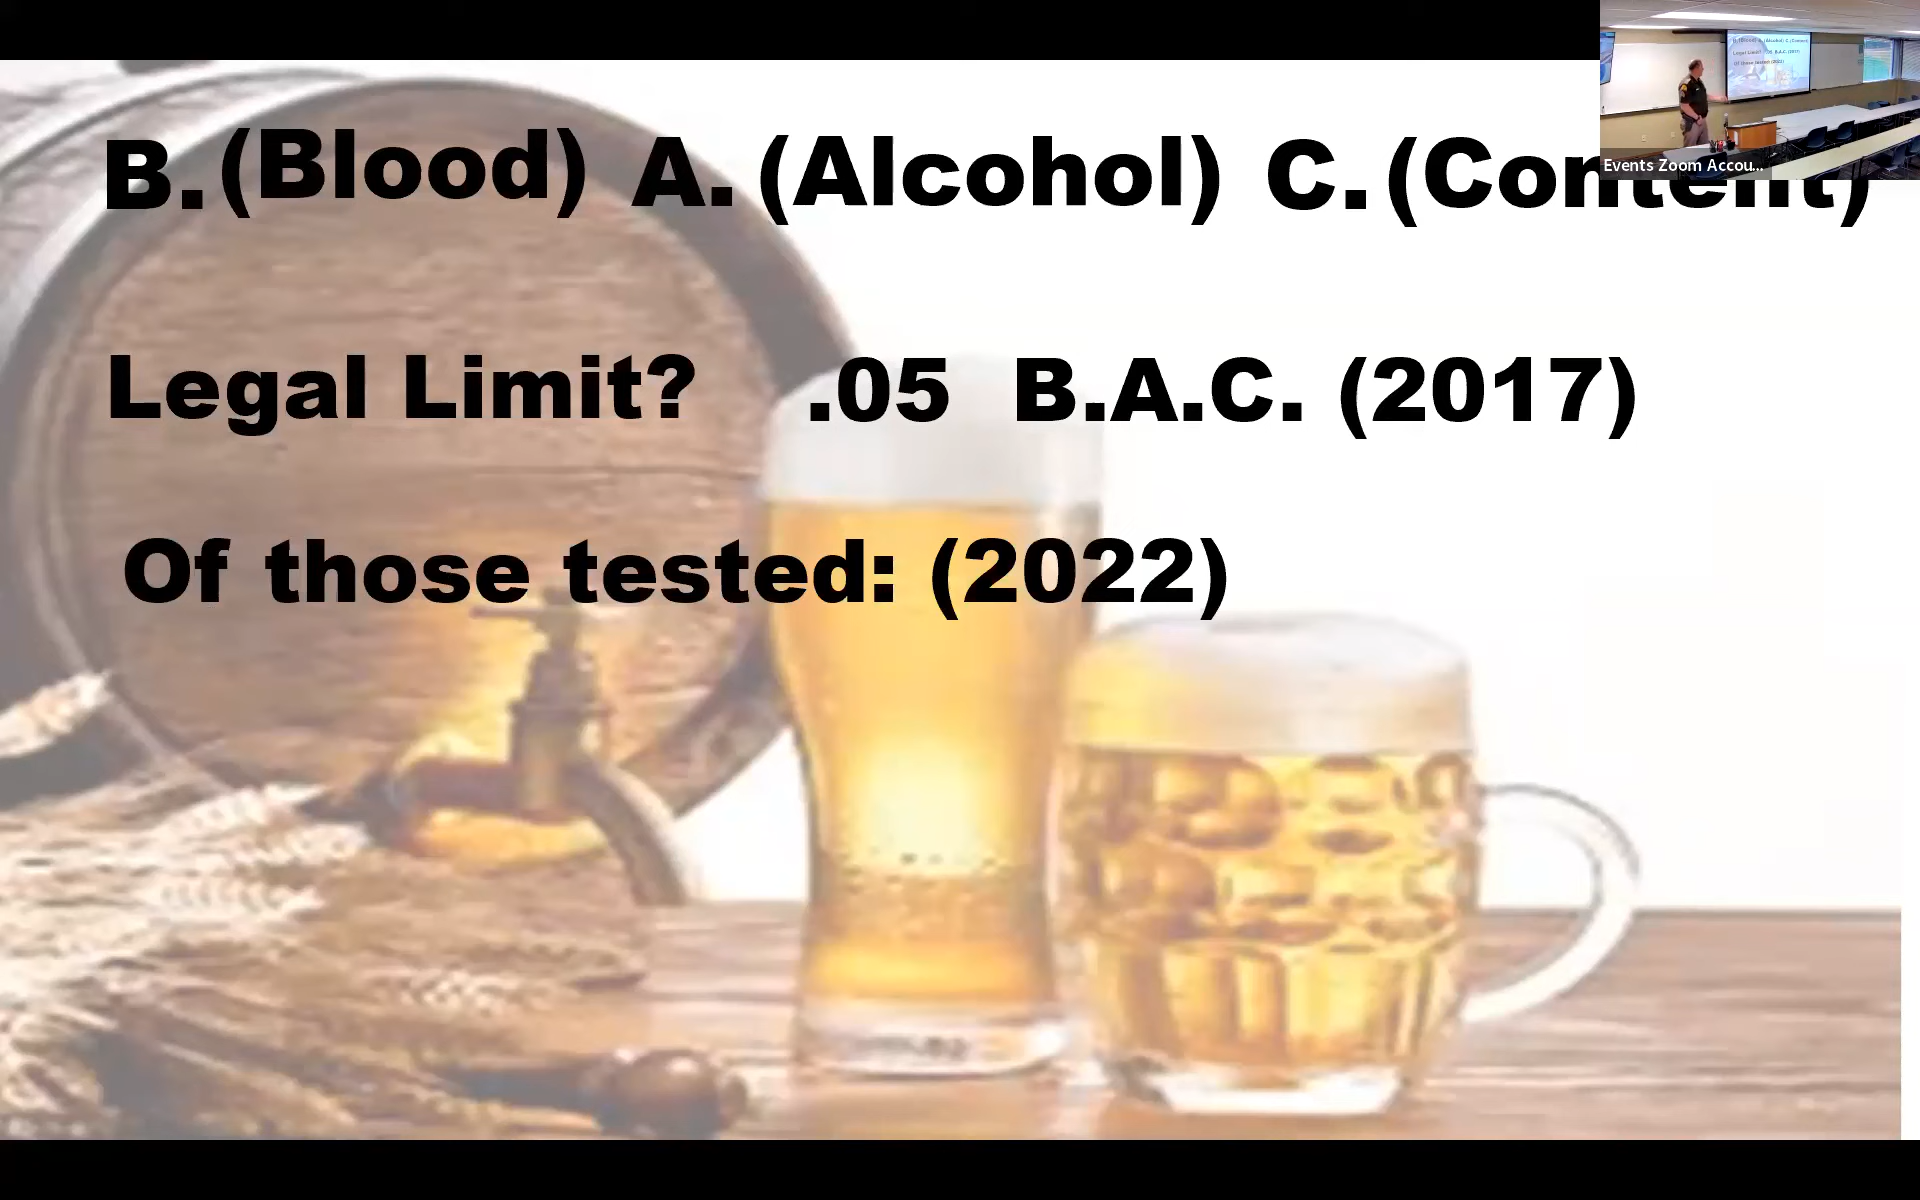 B. (Blood) A. (Alcohol) C. (Content)
Legal Limit? .05 B.A.C. (2017)
Of those tested: (2022)
Events Zoom Accou...